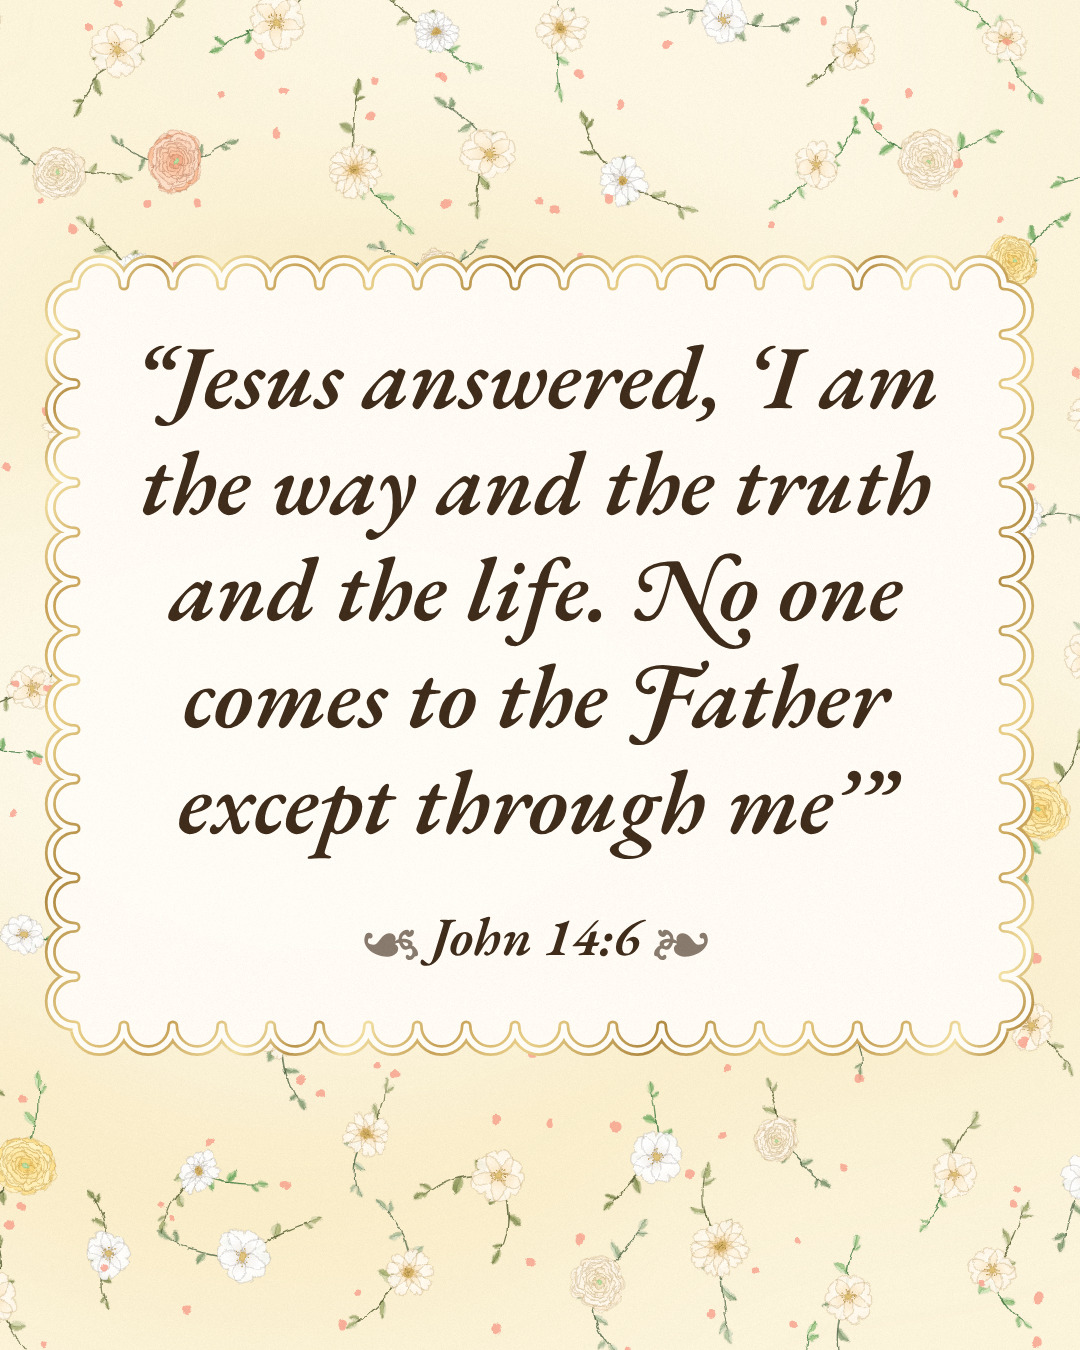 “Jesus answered, ‘I am
the way and the truth
and the life. No one
comes to the Father
except through me’”
John 14:6